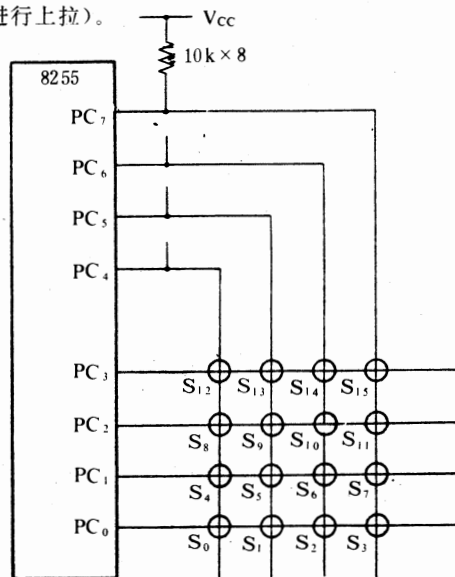 进行上拉)。
Vcc
10k×8
8255
PC₇
PC₆
PC₅
PC₄
PC₃
S₁₂ S₁₃ S₁₄ S₁₅
PC₂
S₈ S₉ S₁₀ S₁₁
PC₁
S₄ S₅ S₆ S₇
PC₀
S₀ S₁ S₂ S₃